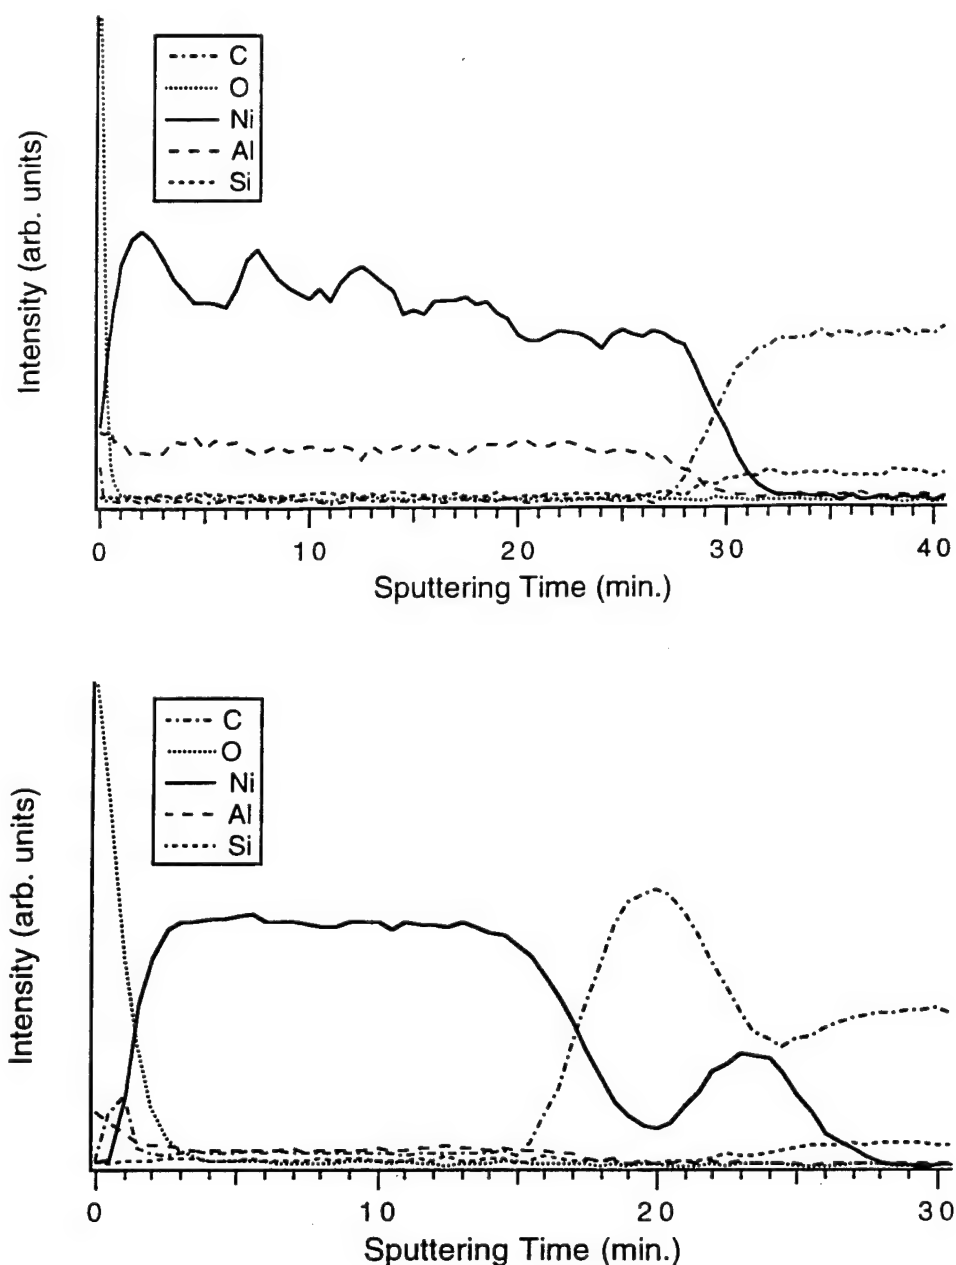 C
O
Ni
Al
Si
Intensity (arb. units)
0 10 20 30 40
Sputtering Time (min.)
C
O
Ni
Al
Si
Intensity (arb. units)
0 10 20 30
Sputtering Time (min.)